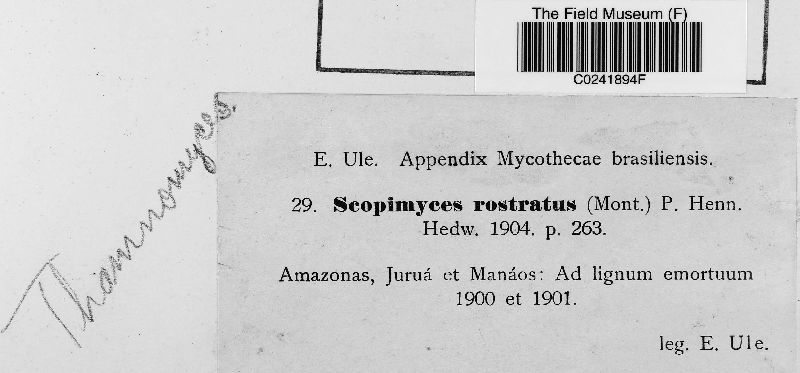 The Field Museum (F)
C0241894F
Thamnomyces.
E. Ule. Appendix Mycothecae brasiliensis.
29. Scopimyces rostratus (Mont.) P. Henn.
Hedw. 1904. p. 263.
Amazonas, Juruá et Manáos: Ad lignum emortuum
1900 et 1901.
leg. E. Ule.